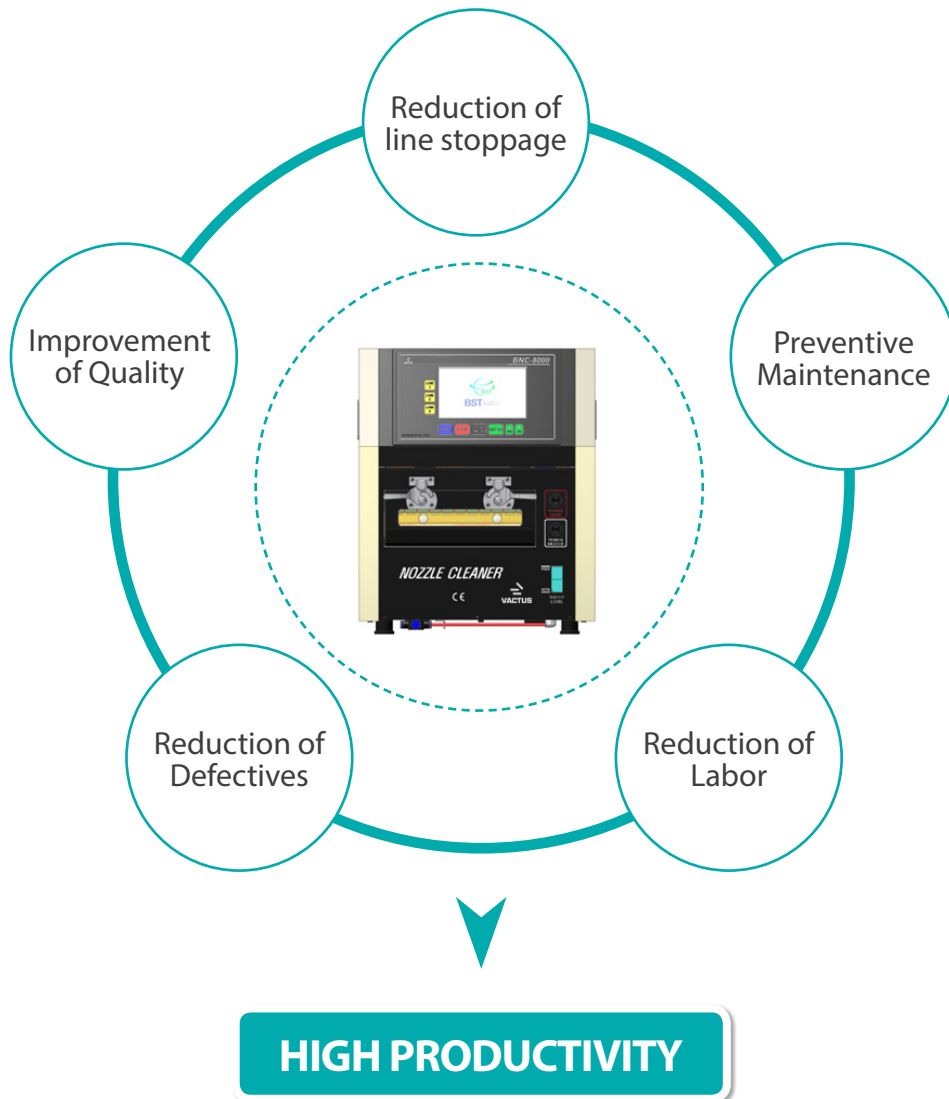 Reduction of
line stoppage
Improvement
of Quality
Preventive
Maintenance
BNC-8000
BST
NOZZLE CLEANER
CE
VACTUS
Reduction of
Defectives
Reduction of
Labor
HIGH PRODUCTIVITY